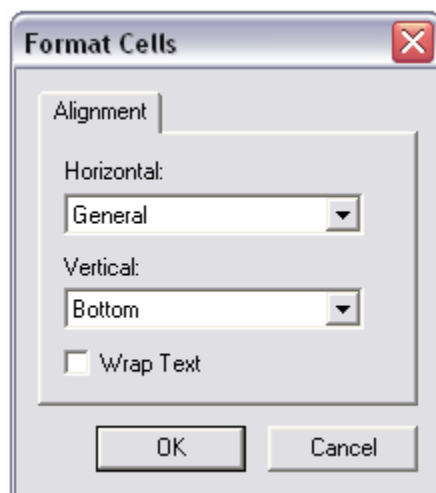 Format Cells
Alignment
Horizontal:
General
Vertical:
Bottom
Wrap Text
OK Cancel